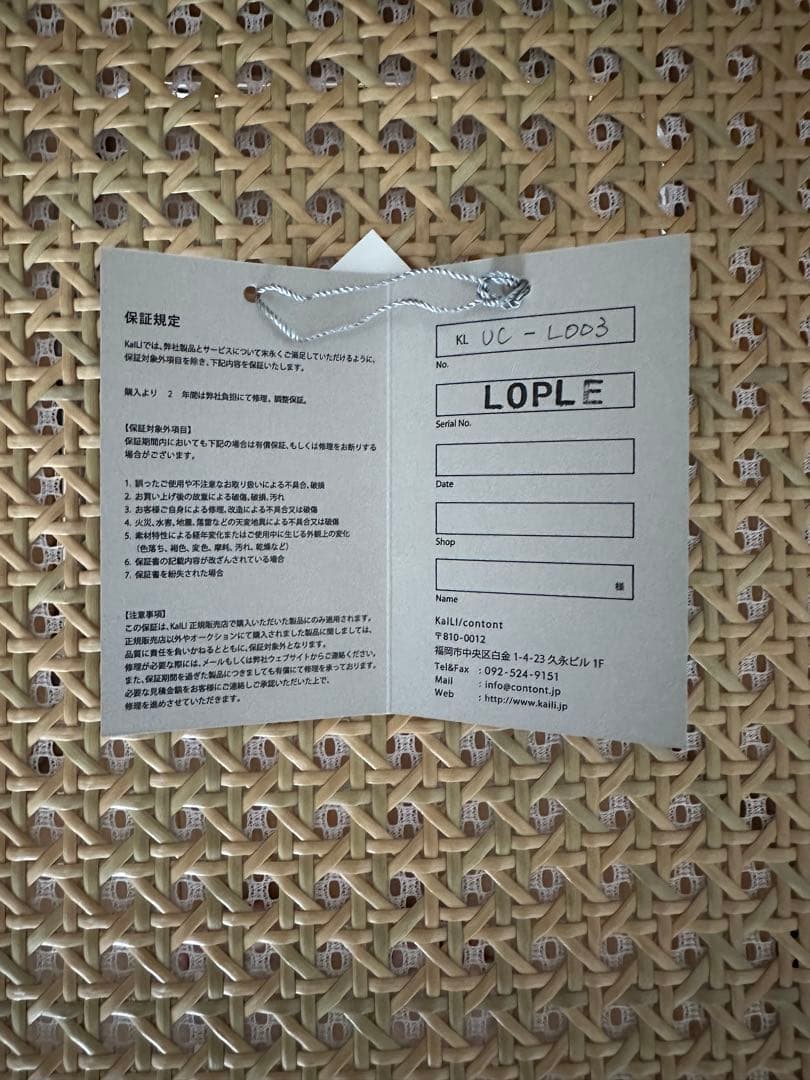 保証規定
KaILIでは、弊社製品とサービスについて末永くご満足していただけるように、
保証対象外項目を除き、下記内容を保証いたします。
購入より 2 年間は弊社負担にて修理、調整保証。
【保証対象外項目】
保証期間内においても下記の場合は有償保証、もしくは修理をお断りする
場合がございます。
1. 誤ったご使用や不注意なお取り扱いによる不具合、破損
2. お買い上げ後の故意による破傷、破損、汚れ
3. お客様ご自身による修理、改造による不具合又は破傷
4. 火災、水害、地震、落雷などの天変地異による不具合又は破傷
5. 素材特性による経年変化またはご使用中に生じる外観上の変化
（色落ち、褪色、変色、摩耗、汚れ、乾燥など）
6. 保証書の記載内容が改ざんされている場合
7. 保証書を紛失された場合
【注意事項】
この保証は、KaILI 正規販売店で購入いただいた製品にのみ適用されます。
正規販売店以外やオークションにて購入されました製品に関しましては、
品質に責任を負いかねるとともに、保証対象外となります。
修理が必要な際には、メールもしくは弊社ウェブサイトからご連絡ください。
また、保証期間を過ぎた製品につきましても有償にて修理を承っております。
必要な見積金額をお客様にご連絡しご承認いただいた上で、
修理を進めさせていただきます。
KL UC - L003
No.
LOPLE
Serial No.
Date
Shop
様
Name
KaILI/contont
〒810-0012
福岡市中央区白金 1-4-23 久永ビル 1F
Tel&Fax : 092-524-9151
Mail : info@contont.jp
Web : http://www.kaili.jp